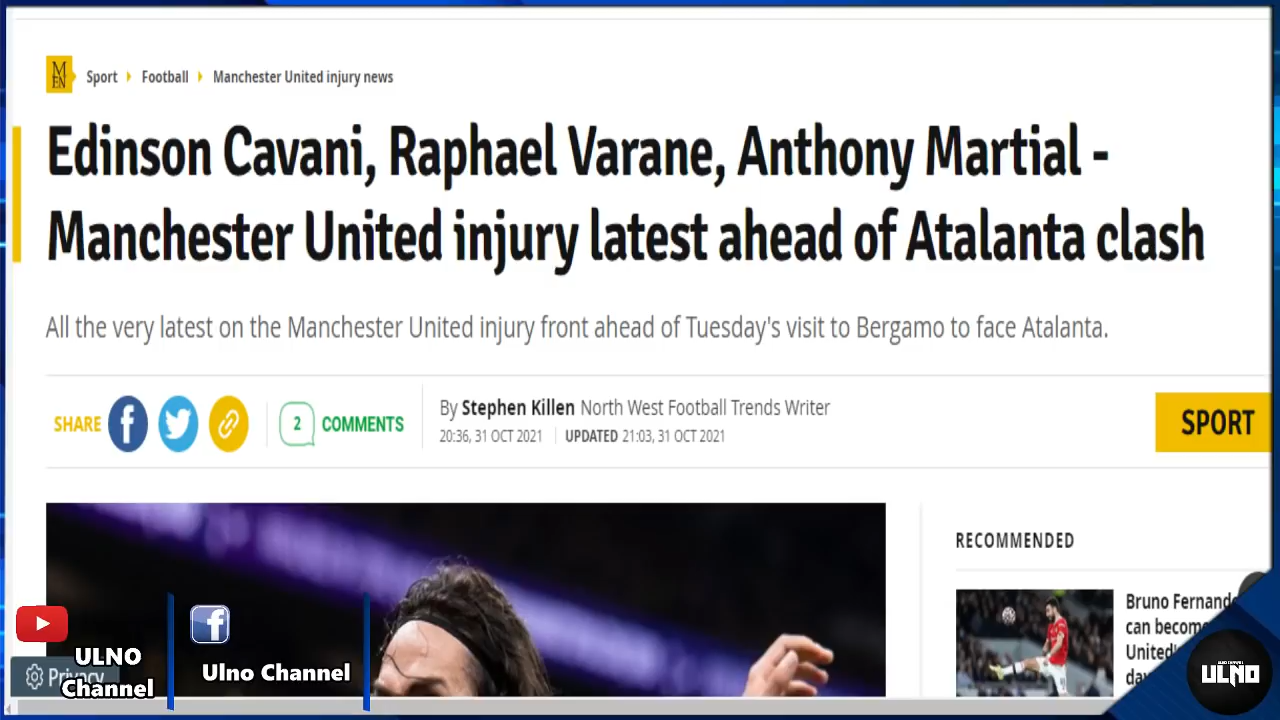 M
EN
Sport
Football
Manchester United injury news
Edinson Cavani, Raphael Varane, Anthony Martial -
Manchester United injury latest ahead of Atalanta clash
All the very latest on the Manchester United injury front ahead of Tuesday's visit to Bergamo to face Atalanta.
SHARE
2
COMMENTS
By Stephen Killen North West Football Trends Writer
20:36, 31 OCT 2021
UPDATED 21:03, 31 OCT 2021
SPORT
RECOMMENDED
Bruno
can
ULNO
Channel
Ulno Channel
Privacy
ULNO